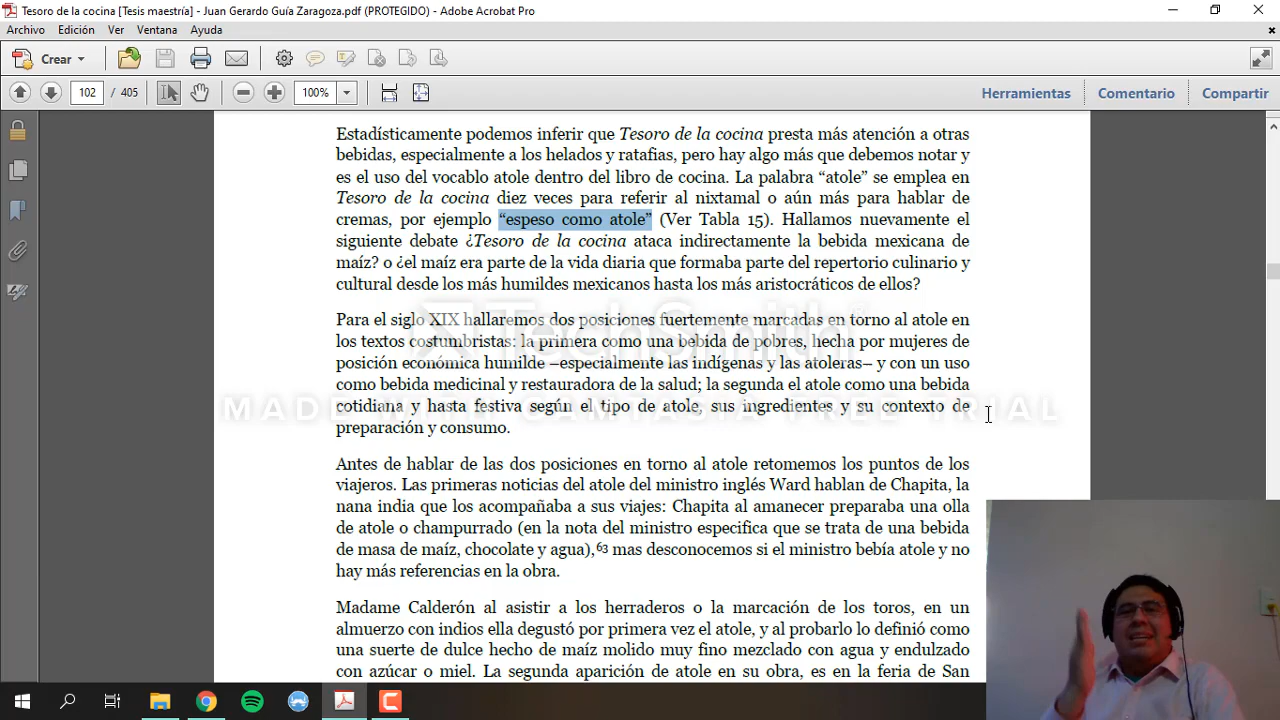 Tesoro de la cocina [Tesis maestría] - Juan Gerardo Guía Zaragoza.pdf (PROTEGIDO) - Adobe Acrobat Pro
Archivo Edición Ver Ventana Ayuda
Crear
102 / 405 100% Herramientas Comentario Compartir
Estadísticamente podemos inferir que Tesoro de la cocina presta más atención a otras
bebidas, especialmente a los helados y ratafias, pero hay algo más que debemos notar y
es el uso del vocablo atole dentro del libro de cocina. La palabra “atole” se emplea en
Tesoro de la cocina diez veces para referir al nixtamal o aún más para hablar de
cremas, por ejemplo “espeso como atole” (Ver Tabla 15). Hallamos nuevamente el
siguiente debate ¿Tesoro de la cocina ataca indirectamente la bebida mexicana de
maíz? o ¿el maíz era parte de la vida diaria que formaba parte del repertorio culinario y
cultural desde los más humildes mexicanos hasta los más aristocráticos de ellos?
Para el siglo XIX hallaremos dos posiciones fuertemente marcadas en torno al atole en
los textos costumbristas: la primera como una bebida de pobres, hecha por mujeres de
posición económica humilde –especialmente las indígenas y las atoleras– y con un uso
como bebida medicinal y restauradora de la salud; la segunda el atole como una bebida
cotidiana y hasta festiva según el tipo de atole, sus ingredientes y su contexto de
preparación y consumo.
TechSmith
MADE WITH CAMTASIA FREE TRIAL
Antes de hablar de las dos posiciones en torno al atole retomemos los puntos de los
viajeros. Las primeras noticias del atole del ministro inglés Ward hablan de Chapita, la
nana india que los acompañaba a sus viajes: Chapita al amanecer preparaba una olla
de atole o champurrado (en la nota del ministro especifica que se trata de una bebida
de masa de maíz, chocolate y agua),63 mas desconocemos si el ministro bebía atole y no
hay más referencias en la obra.
Madame Calderón al asistir a los herraderos o la marcación de los toros, en un
almuerzo con indios ella degustó por primera vez el atole, y al probarlo lo definió como
una suerte de dulce hecho de maíz molido muy fino mezclado con agua y endulzado
con azúcar o miel. La segunda aparición de atole en su obra, es en la feria de San